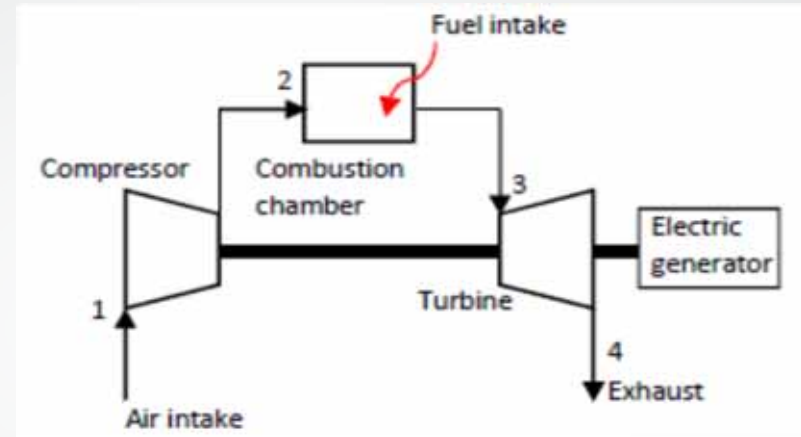 Fuel intake
2
Compressor
Combustion
chamber
3
Electric
generator
Turbine
1
4
Exhaust
Air intake